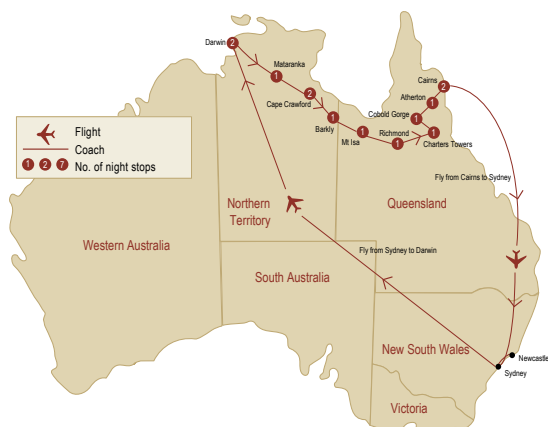 Darwin
2
Mataranka
1
2
Cape Crawford
1
Barkly
1
Mt Isa
Richmond
1
Cairns
2
Atherton
1
Cobold Gorge
1
1
Charters Towers
Flight
Coach
1 2 7 No. of night stops
Fly from Cairns to Sydney
Northern
Territory
Queensland
Western Australia
Fly from Sydney to Darwin
South Australia
New South Wales
Newcastle
Sydney
Victoria